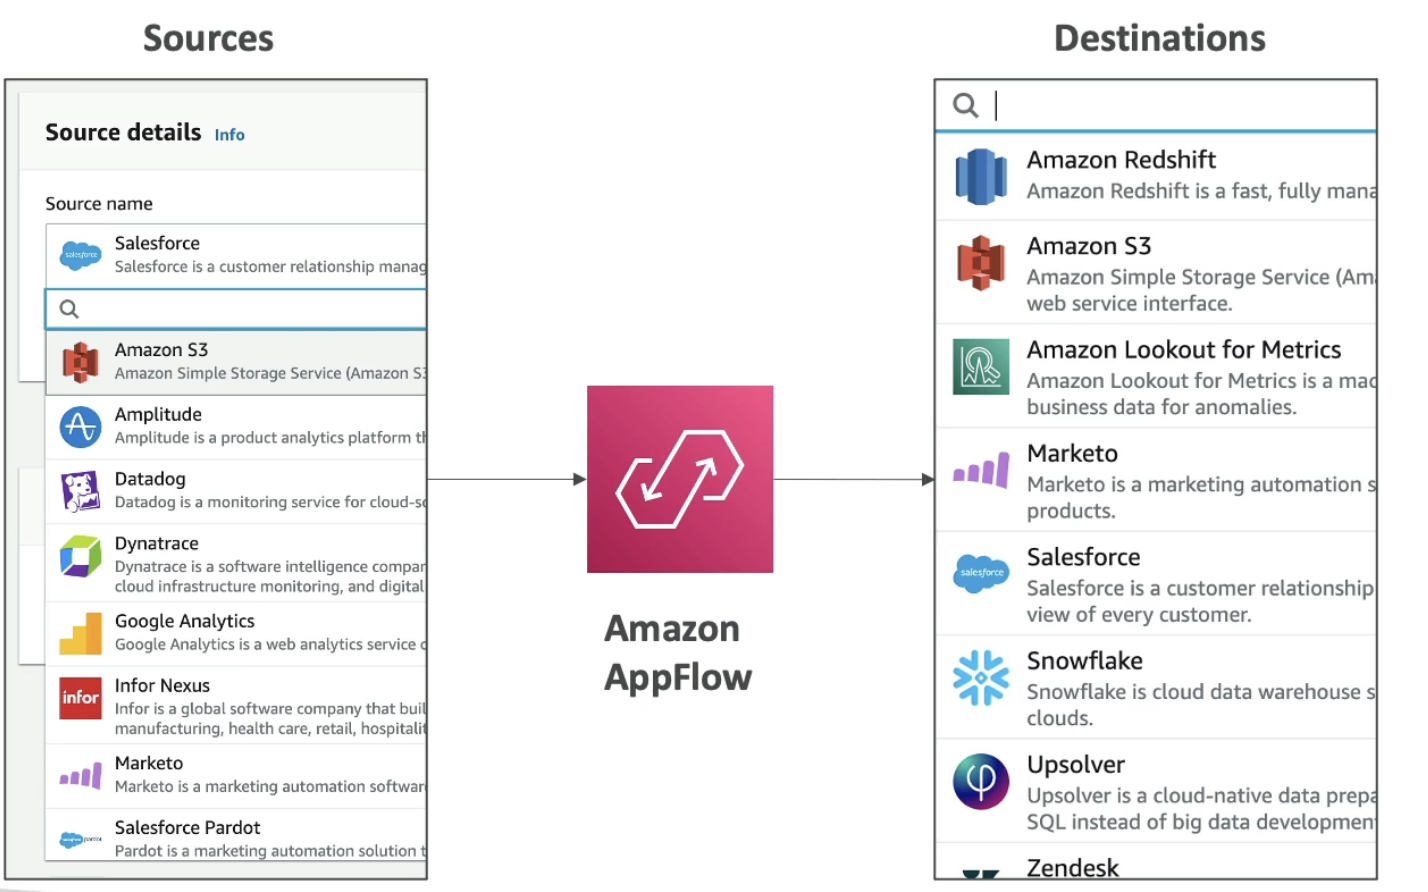 Sources
Source details Info
Source name
Salesforce
salesforce
Salesforce is a customer relationship manag
Amazon S3
Amazon Simple Storage Service (Amazon S3
Amplitude
Amplitude is a product analytics platform th
Datadog
Datadog is a monitoring service for cloud-sc
Dynatrace
Dynatrace is a software intelligence compar
cloud infrastructure monitoring, and digital
Google Analytics
Google Analytics is a web analytics service c
Infor Nexus
infor
Infor is a global software company that buil
manufacturing, health care, retail, hospitalit
Marketo
Marketo is a marketing automation softwar
Salesforce Pardot
salesforce pardot
Pardot is a marketing automation solution t
Amazon
AppFlow
Destinations
Amazon Redshift
Amazon Redshift is a fast, fully mana
Amazon S3
Amazon Simple Storage Service (Am
web service interface.
Amazon Lookout for Metrics
Amazon Lookout for Metrics is a mac
business data for anomalies.
Marketo
Marketo is a marketing automation s
products.
Salesforce
salesforce
Salesforce is a customer relationship
view of every customer.
Snowflake
Snowflake is cloud data warehouse s
clouds.
Upsolver
Upsolver is a cloud-native data prepa
SQL instead of big data developmen
Zendesk